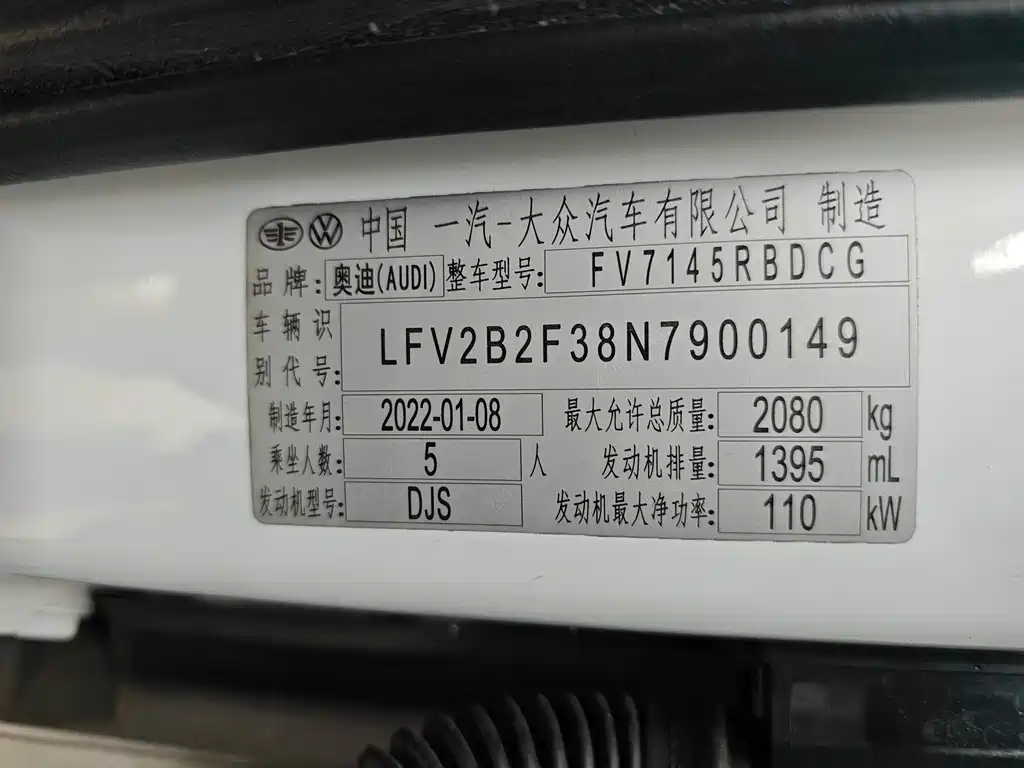 中国 一汽-大众汽车有限公司 制造
品牌: 奥迪(AUDI) 整车型号: FV7145RBDCG
车辆识别代号: LFV2B2F38N7900149
制造年月: 2022-01-08 最大允许总质量: 2080 kg
乘坐人数: 5 人 发动机排量: 1395 mL
发动机型号: DJS 发动机最大净功率: 110 kW